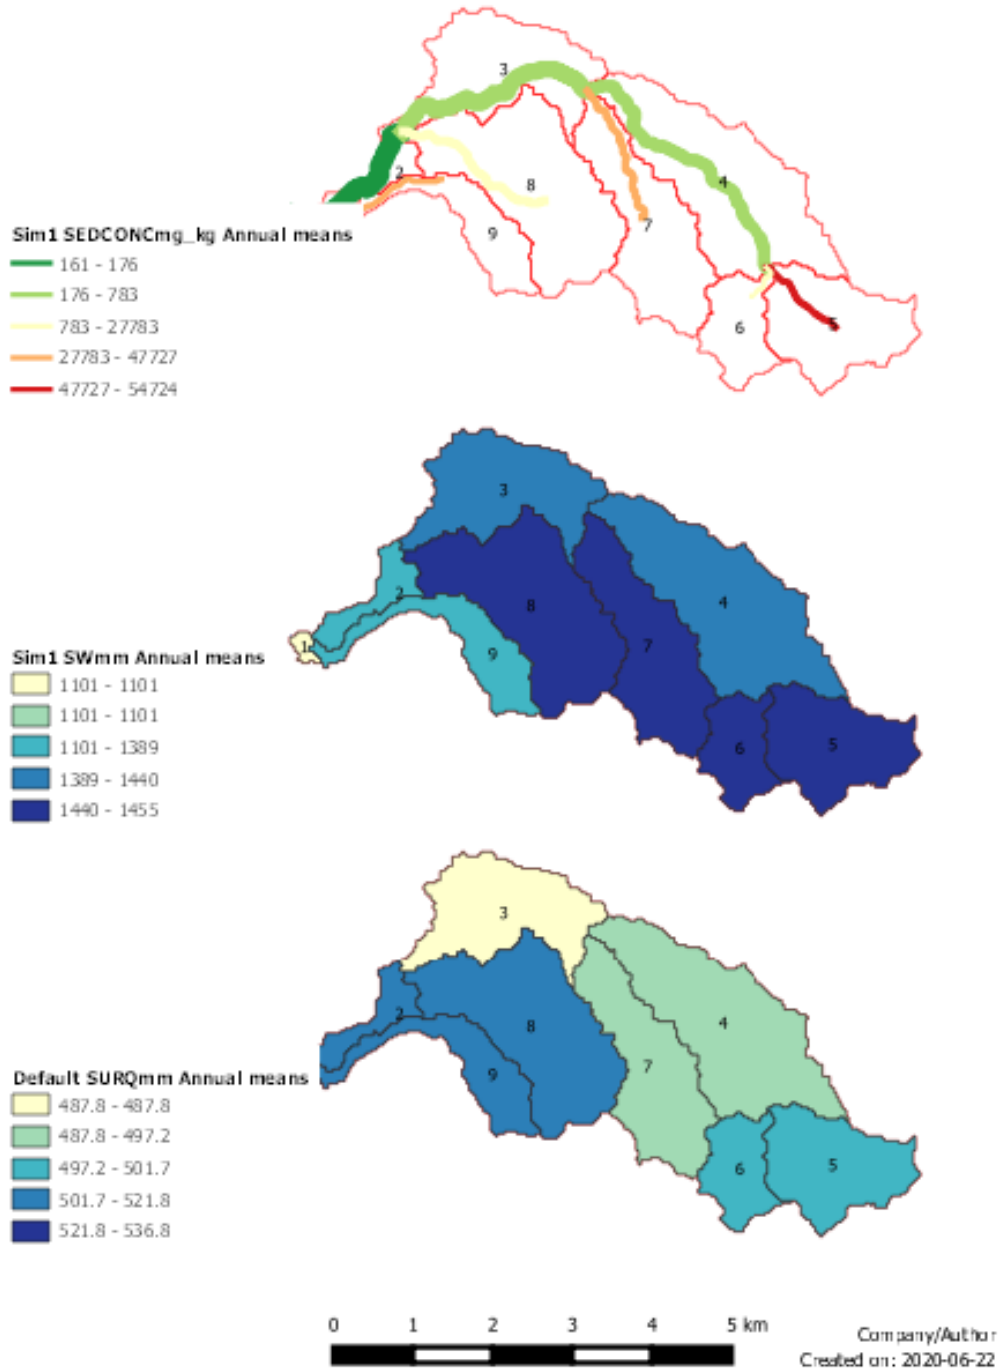 3
4
2
8
7
9
6
5
Sim1 SEDCONCmg_kg Annual means
161 - 176
176 - 783
783 - 27783
27783 - 47727
47727 - 54724
3
4
2
8
1
7
9
6
5
Sim1 SWmm Annual means
1101 - 1101
1101 - 1101
1101 - 1389
1389 - 1440
1440 - 1455
3
4
2
8
7
9
6
5
Default SURQmm Annual means
487.8 - 487.8
487.8 - 497.2
497.2 - 501.7
501.7 - 521.8
521.8 - 536.8
0 1 2 3 4 5 km
Company/Author
Created on: 2020-06-22